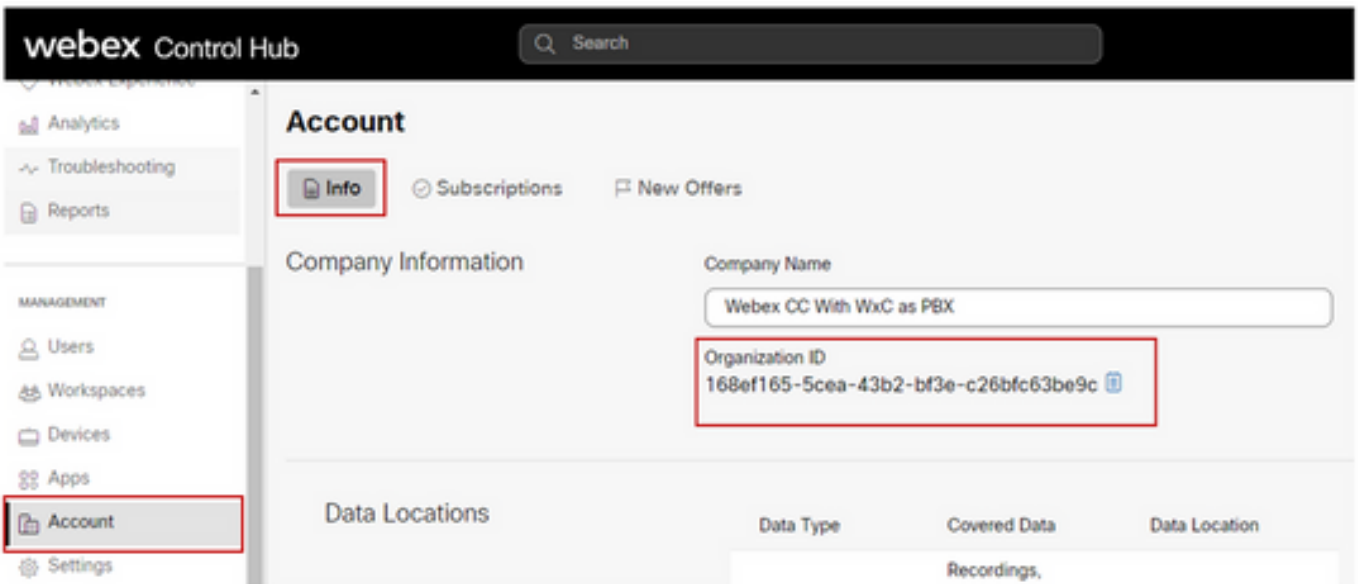 webex Control Hub
Search
Webex Experience
Analytics
Troubleshooting
Reports
MANAGEMENT
Users
Workspaces
Devices
Apps
Account
Settings
Account
Info
Subscriptions
New Offers
Company Information
Company Name
Webex CC With WxC as PBX
Organization ID
168ef165-5cea-43b2-bf3e-c26bfc63be9c
Data Locations
Data Type
Covered Data
Data Location
Recordings,